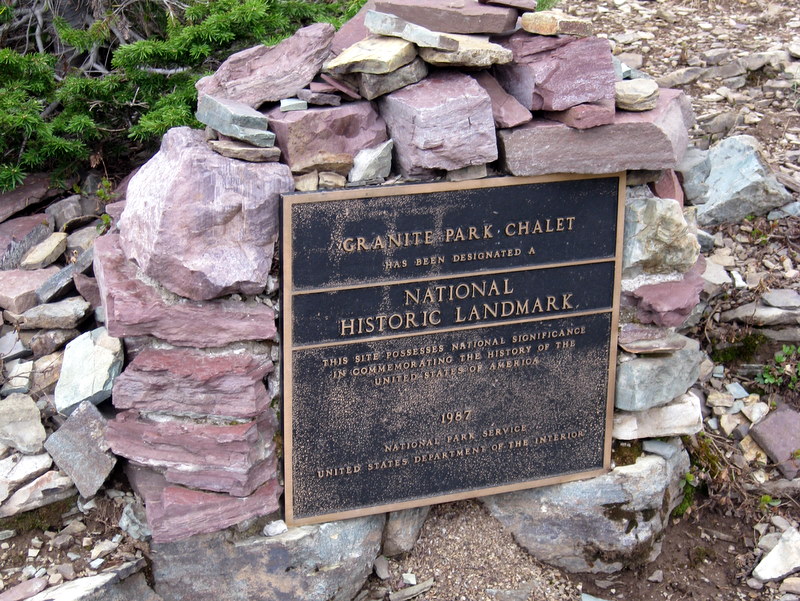 GRANITE PARK · CHALET
HAS BEEN DESIGNATED A
NATIONAL
HISTORIC LANDMARK
THIS SITE POSSESSES NATIONAL SIGNIFICANCE
IN COMMEMORATING THE HISTORY OF THE
UNITED STATES OF AMERICA
1987
NATIONAL PARK SERVICE
UNITED STATES DEPARTMENT OF THE INTERIOR